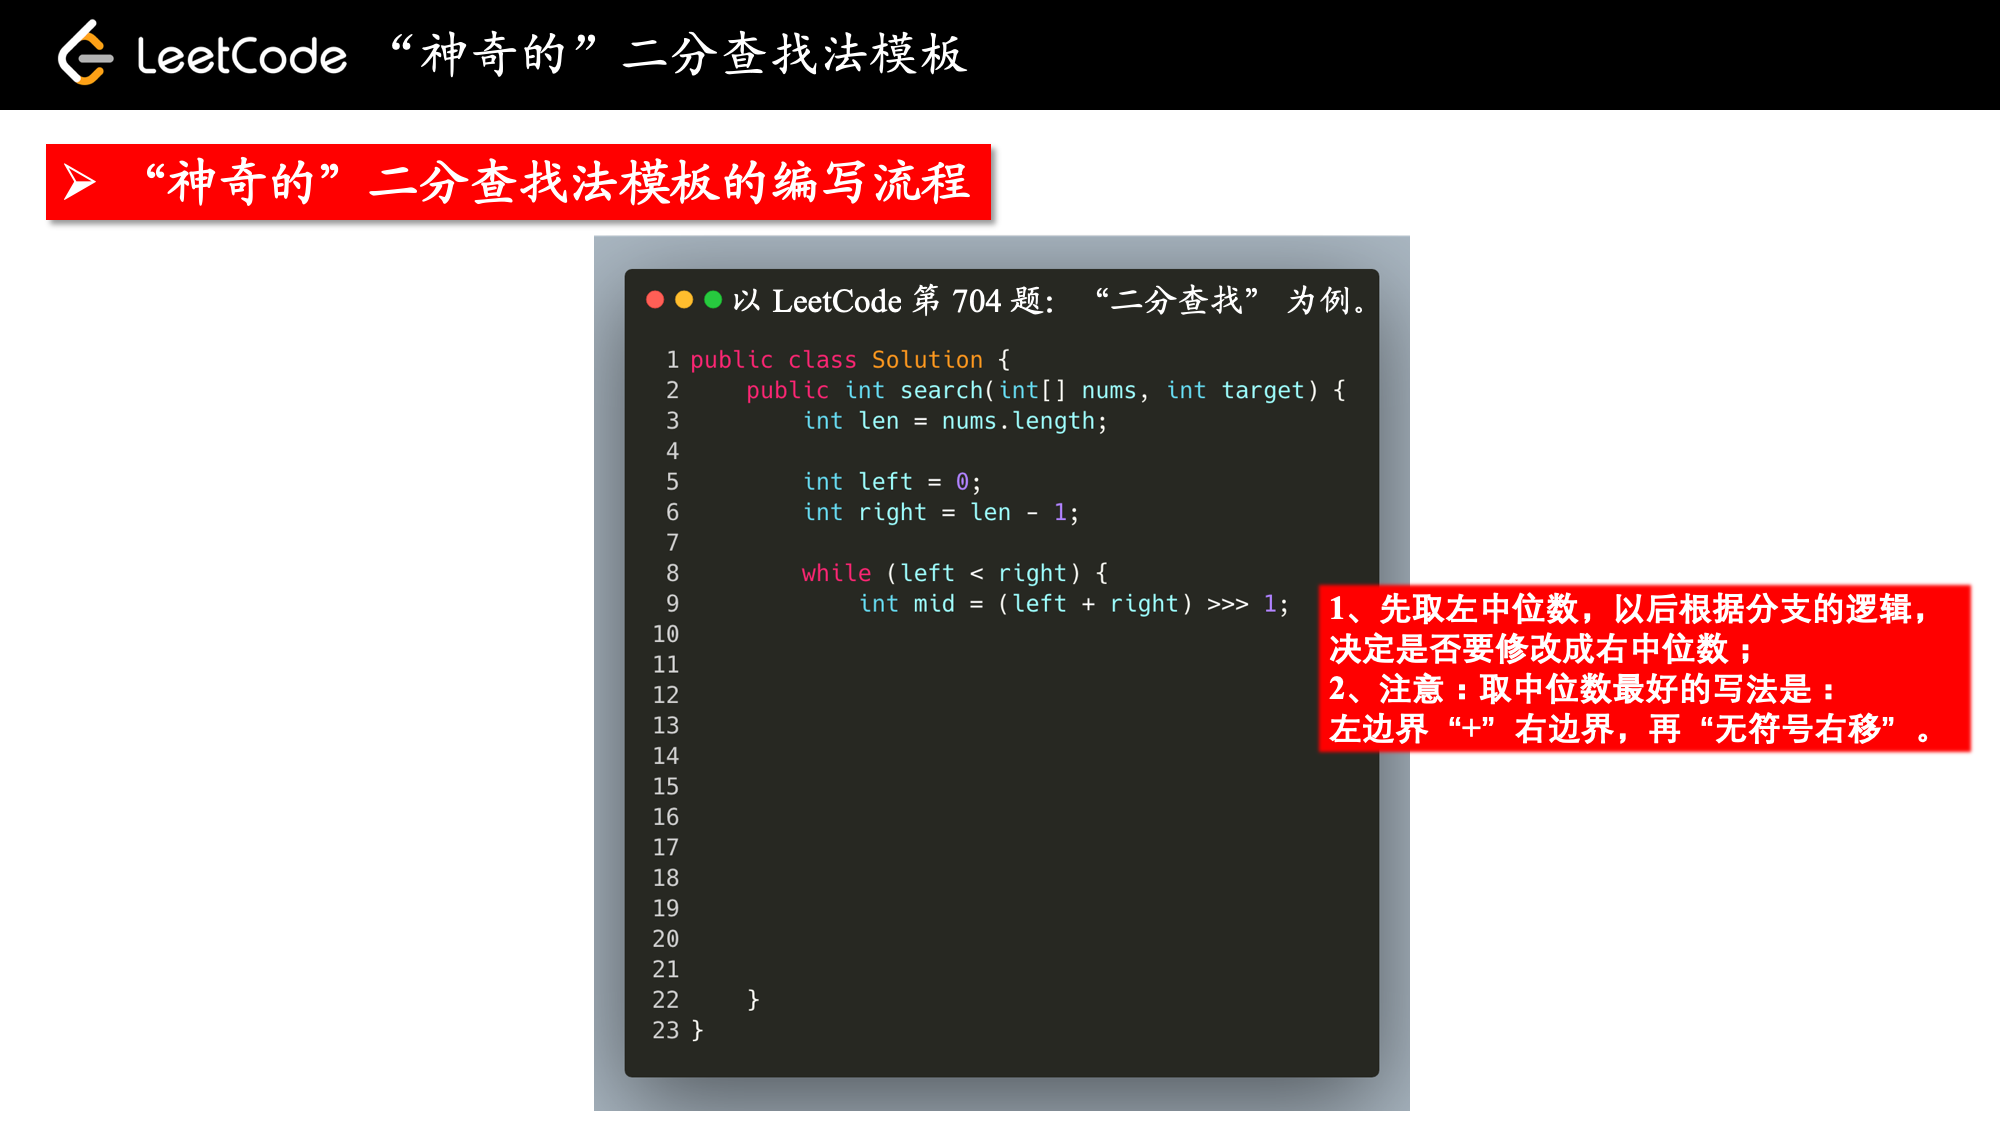 LeetCode “神奇的”二分查找法模板
➢ “神奇的”二分查找法模板的编写流程
以 LeetCode 第 704 题：“二分查找” 为例。
1 public class Solution {
2     public int search(int[] nums, int target) {
3         int len = nums.length;
4
5         int left = 0;
6         int right = len - 1;
7
8         while (left < right) {
9             int mid = (left + right) >>> 1;
10
11
12
13
14
15
16
17
18
19
20
21
22     }
23 }
1、先取左中位数，以后根据分支的逻辑，
决定是否要修改成右中位数；
2、注意：取中位数最好的写法是：
左边界“+”右边界，再“无符号右移”。